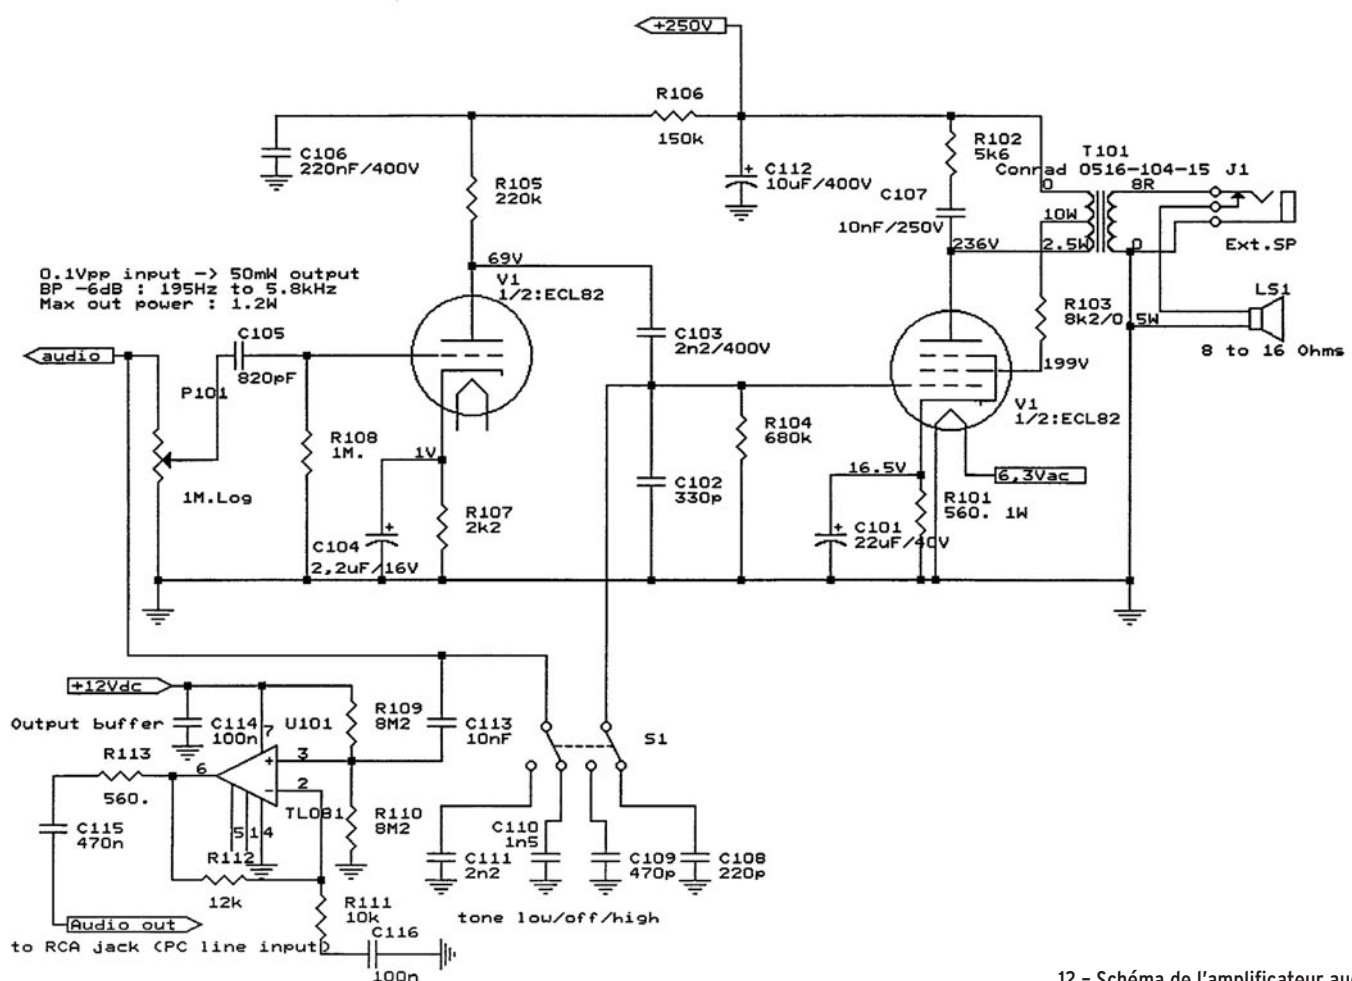 +250V
R106
150k
C106
220nF/400V
R105
220k
C112
10uF/400V
R102
5k6
T101
Conrad 0516-104-15 J1
0
8R
C107
10nF/250V
10W
236V
2.5W
0
Ext.SP
69V
V1
1/2:ECL82
0.1Vpp input -> 50mW output
BP -6dB : 195Hz to 5.8kHz
Max out power : 1.2W
LS1
R103
8k2/0.5W
8 to 16 Ohms
C105
820pF
C103
2n2/400V
audio
199V
P101
V1
1/2:ECL82
R104
680k
R108
1M.
1V
16.5V
6,3Vac
1M.Log
C102
330p
R107
2k2
R101
560. 1W
C104
2,2uF/16V
C101
22uF/40V
+12Vdc
Output buffer
C114
100n
U101
7
R109
8M2
C113
10nF
S1
R113
560.
6
3
2
TL081
R110
8M2
C115
470n
5
1
4
R112
12k
C111
2n2
C110
1n5
C109
470p
C108
220p
R111
10k
tone low/off/high
Audio out
to RCA jack (PC line input)
C116
100n